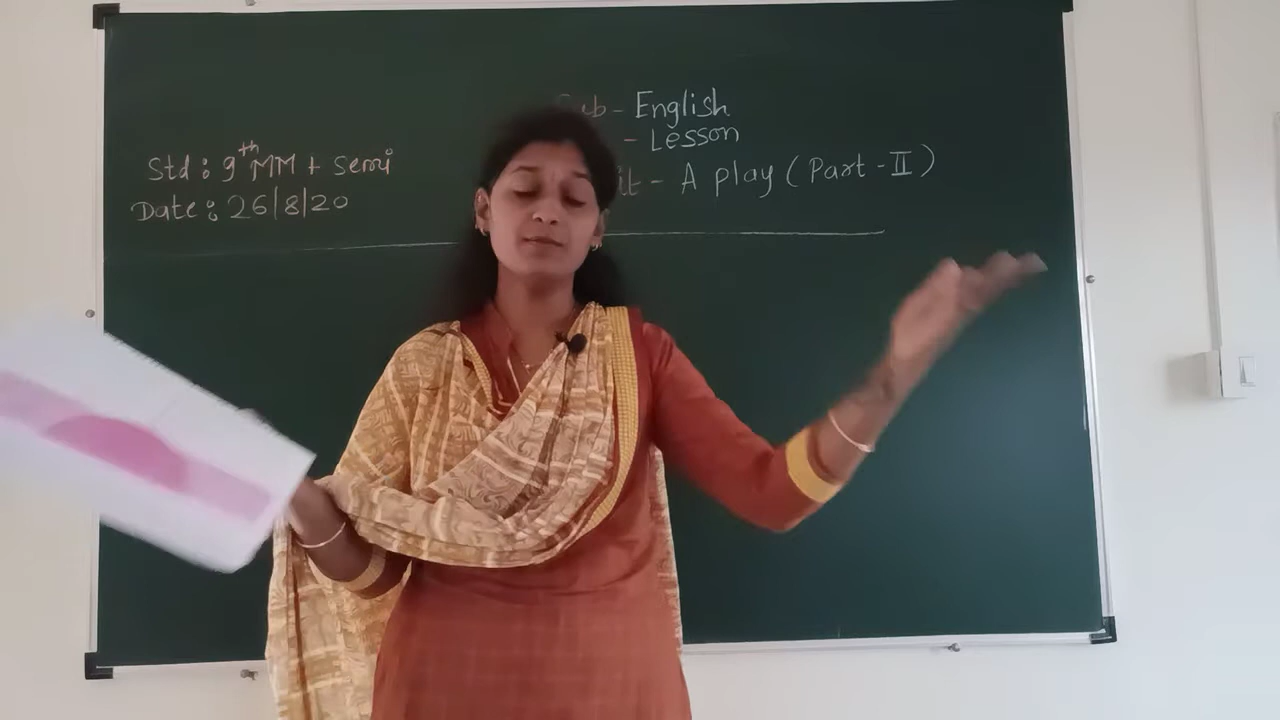 Std : 9th MM + Semi
Date : 26/8/20
- English
- Lesson
- A play (Part - II)